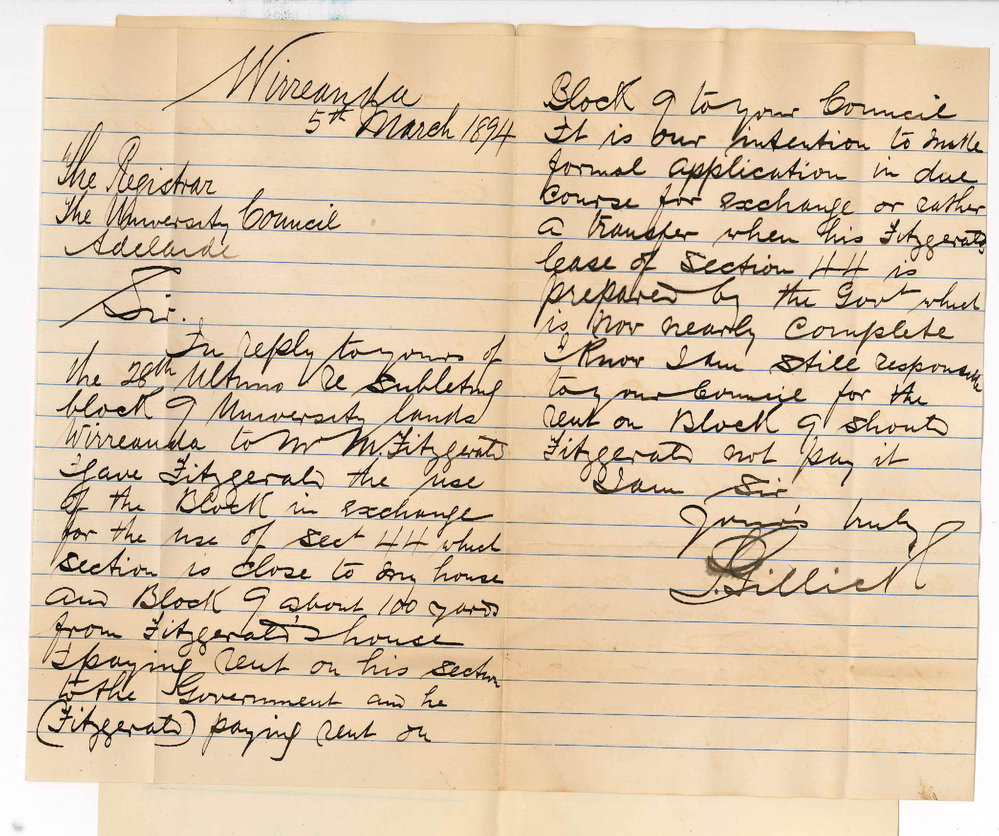 Wirreanda
5th March 1894
The Registrar
The University Council
Adelaide
Sir.
In reply to yours of
the 28th Ultimo re subletting
block 9 University lands
Wirreanda to Mr M. Fitzgerald
I gave Fitzgerald the use
of the Block in exchange
for the use of sect 44 which
section is close to my house
and Block 9 about 100 yards
from Fitzgerald's house
I paying rent on his section
to the Government and he
(Fitzgerald) paying rent on
Block 9 to your Council
It is our intention to make
formal application in due
course for exchange or rather
a transfer when this Fitzgeralds
lease of section 44 is
prepared by the Govt which
is now nearly complete
I know I am still responsible
to your Council for the
rent on Block 9 should
Fitzgerald not pay it
I am Sir
Your's truly
Gillick